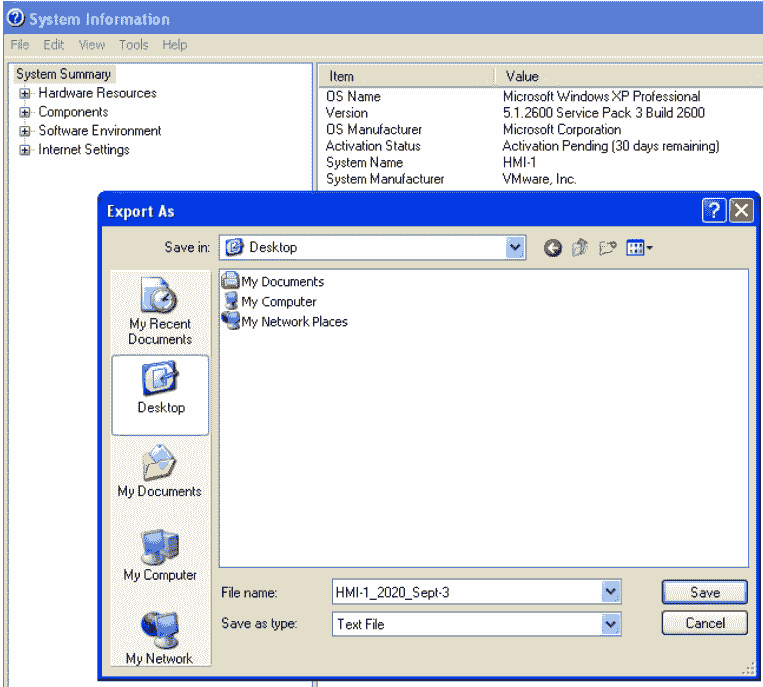 System Information
File Edit View Tools Help
System Summary
Hardware Resources
Components
Software Environment
Internet Settings
Item Value
OS Name Microsoft Windows XP Professional
Version 5.1.2600 Service Pack 3 Build 2600
OS Manufacturer Microsoft Corporation
Activation Status Activation Pending (30 days remaining)
System Name HMI-1
System Manufacturer VMware, Inc.
Export As
Save in: Desktop
My Recent
Documents
Desktop
My Documents
My Computer
My Network
My Documents
My Computer
My Network Places
File name: HMI-1_2020_Sept-3 Save
Save as type: Text File Cancel